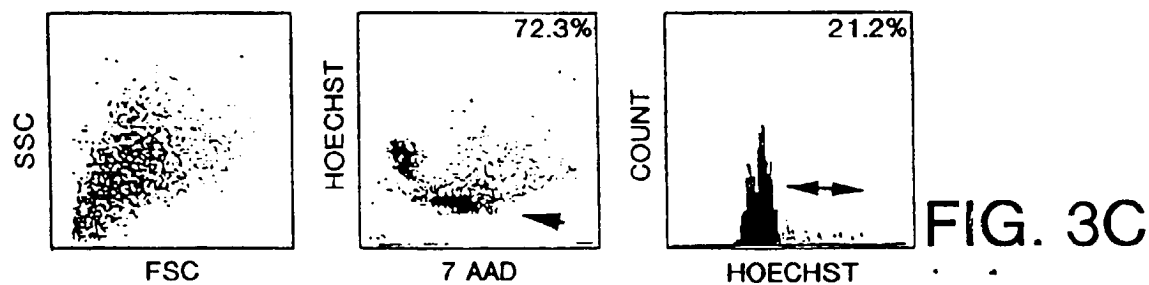 72.3%
21.2%
SSC
HOECHST
COUNT
FSC
7 AAD
HOECHST
FIG. 3C